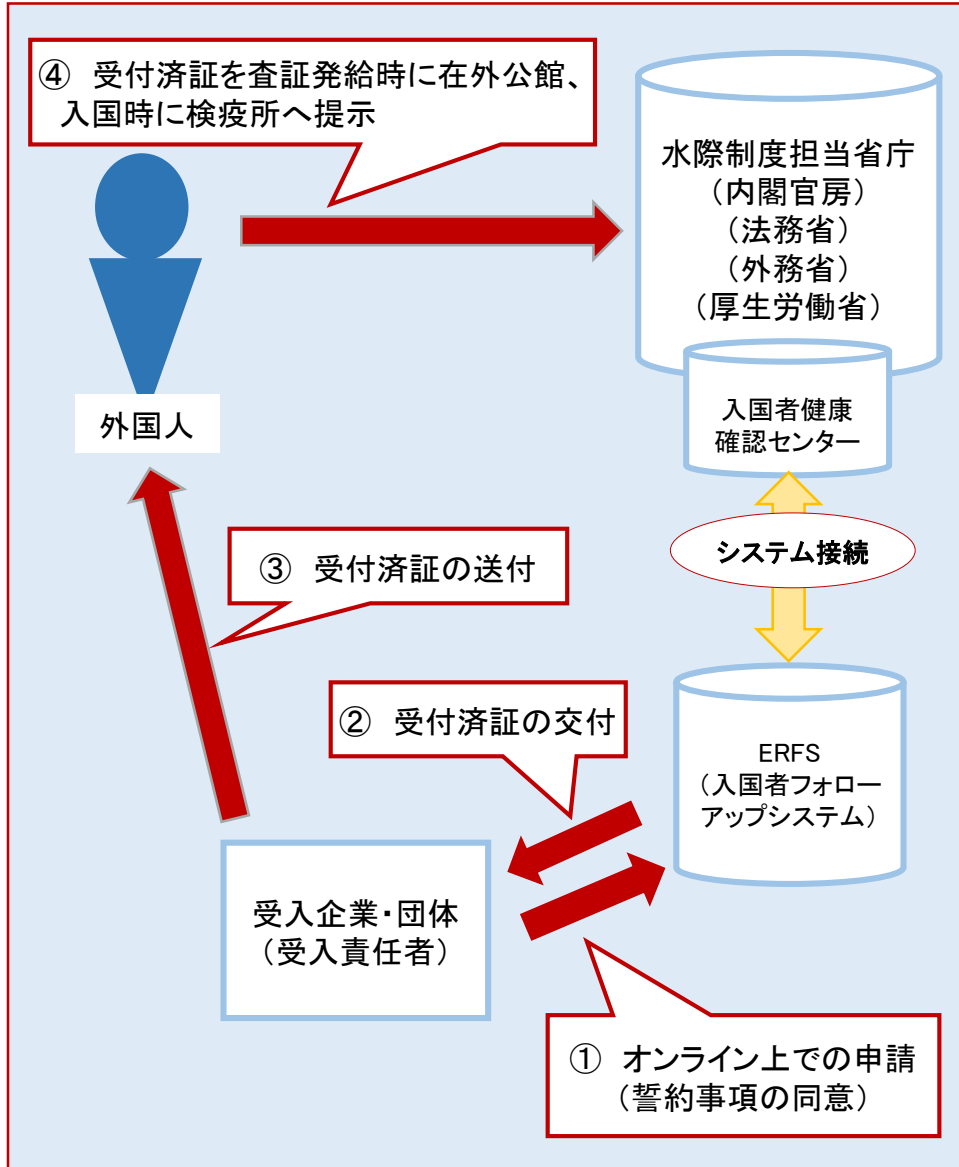 ④　受付済証を査証発給時に在外公館、
入国時に検疫所へ提示
水際制度担当省庁
（内閣官房）
（法務省）
（外務省）
（厚生労働省）
入国者健康
確認センター
外国人
システム接続
③　受付済証の送付
②　受付済証の交付
ERFS
（入国者フォロー
アップシステム）
受入企業・団体
（受入責任者）
①　オンライン上での申請
（誓約事項の同意）